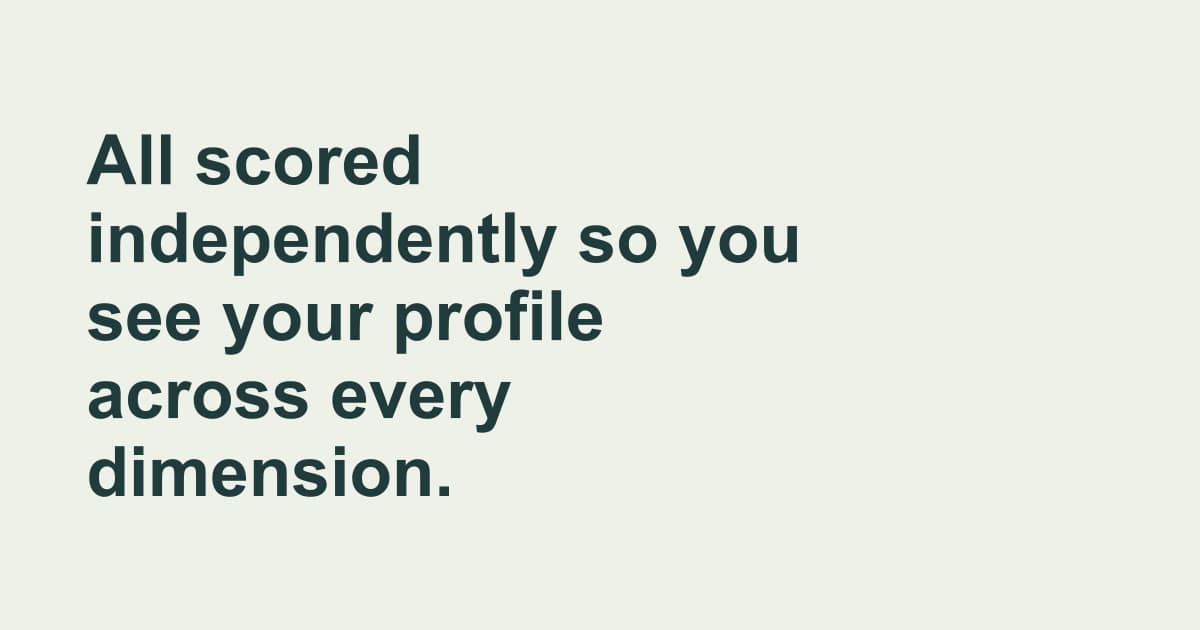 All scored
independently so you
see your profile
across every
dimension.